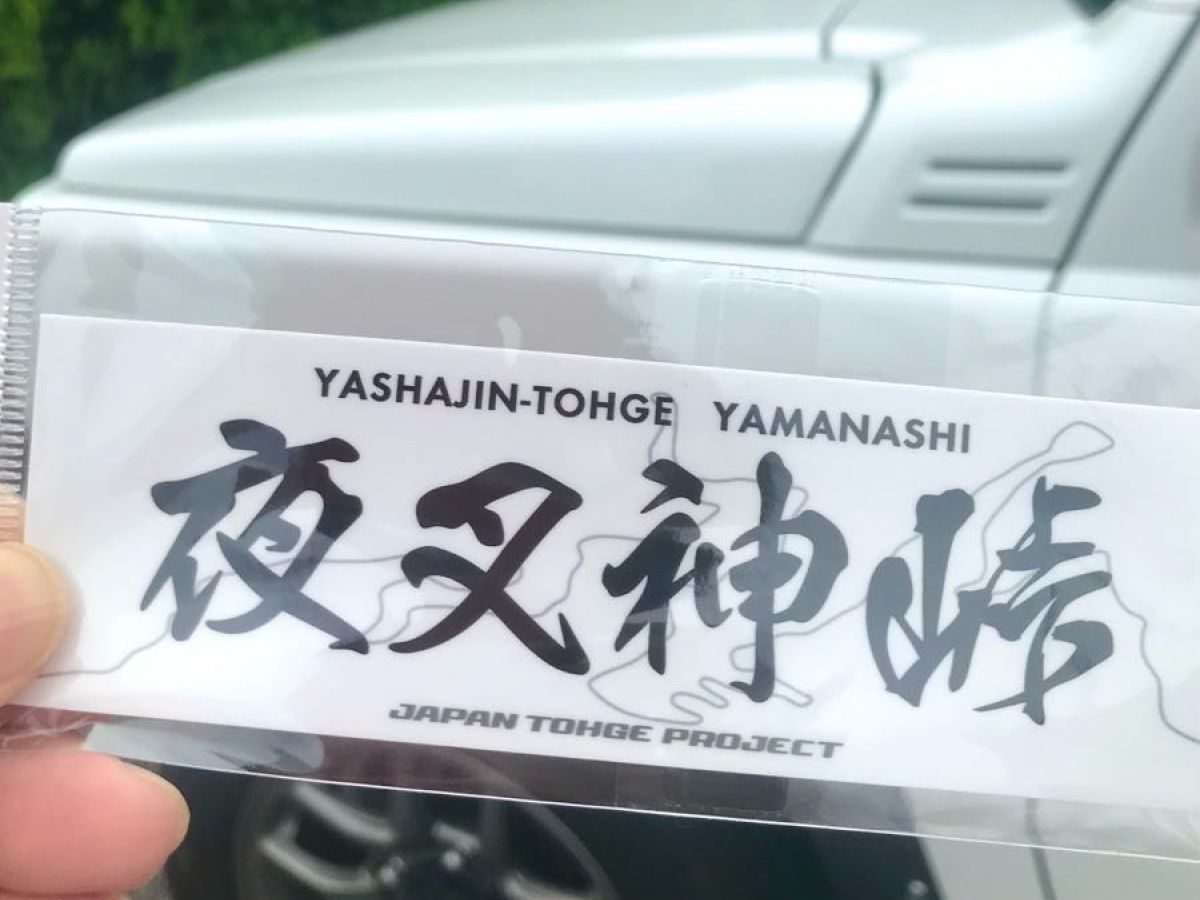 YASHAJIN-TOHGE YAMANASHI
夜叉神峠
JAPAN TOHGE PROJECT